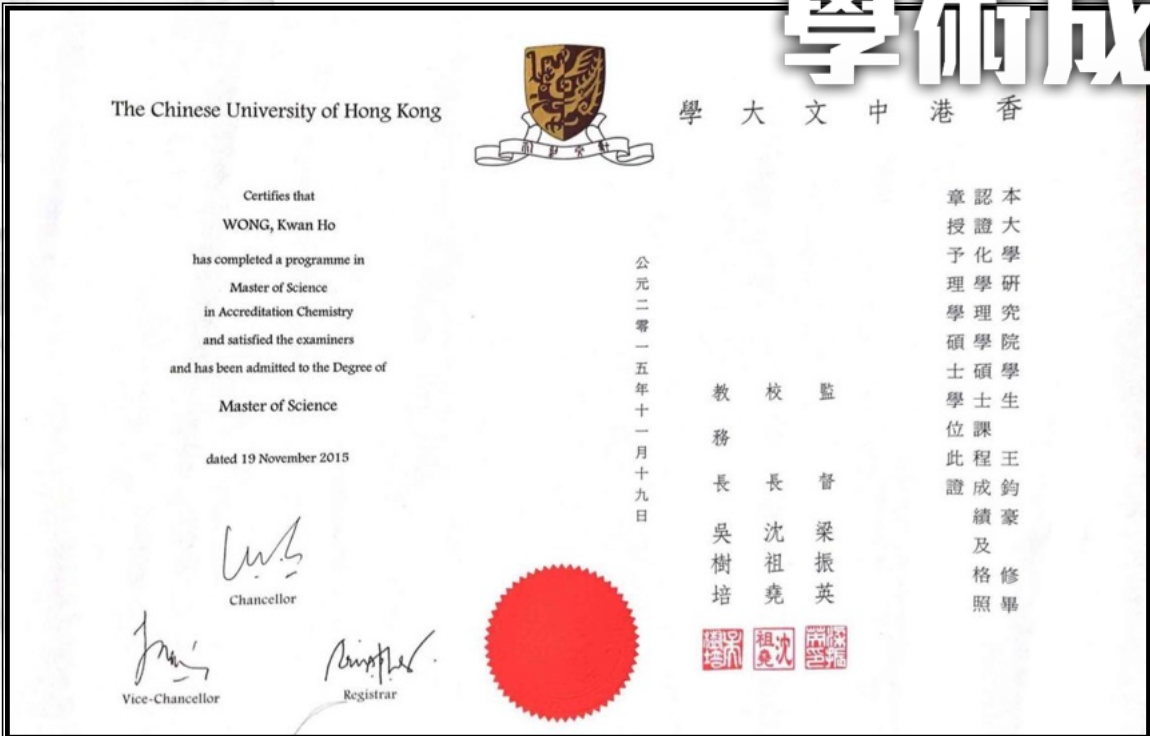 學術成
The Chinese University of Hong Kong
香港中文大學
Certifies that
WONG, Kwan Ho
has completed a programme in
Master of Science
in Accreditation Chemistry
and satisfied the examiners
and has been admitted to the Degree of
Master of Science
dated 19 November 2015
Chancellor
Vice-Chancellor
Registrar
本大學研究院學生 王鈞豪 修畢
認證化學理學碩士課程成績及格照
章授予理學碩士學位此證
監督 梁振英
校長 沈祖堯
教務長 吳樹培
公元二零一五年十一月十九日